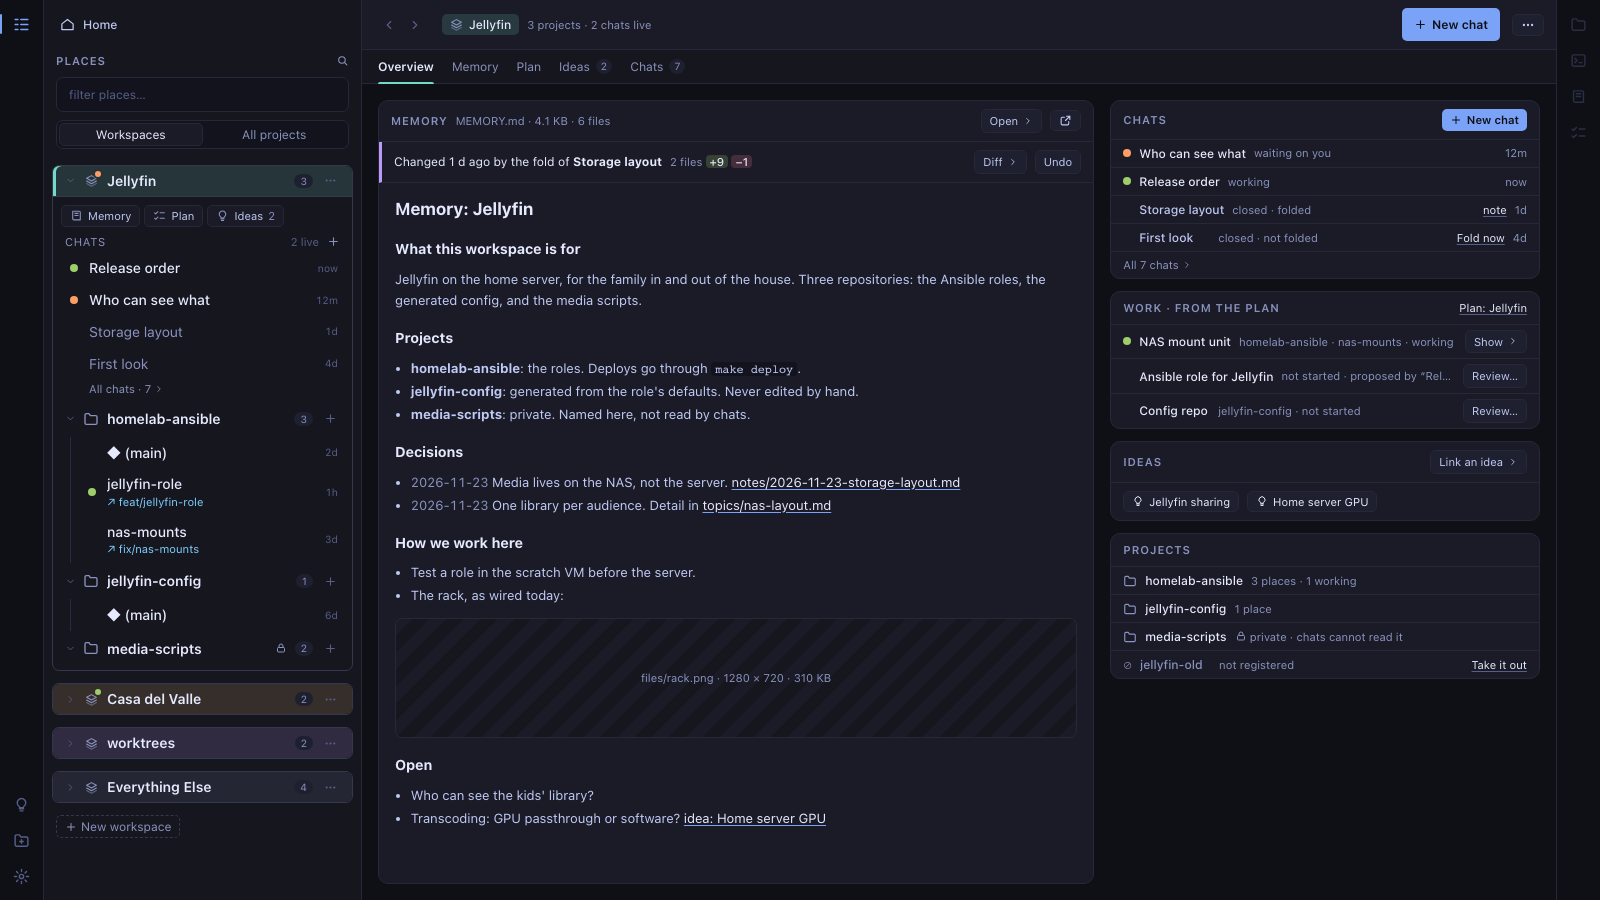 Home
PLACES
filter places...
Workspaces
All projects
Jellyfin
3
Memory
Plan
Ideas 2
CHATS
2 live
Release order
now
Who can see what
12m
Storage layout
1d
First look
4d
All chats · 7
homelab-ansible
3
(main)
2d
jellyfin-role
feat/jellyfin-role
1h
nas-mounts
fix/nas-mounts
3d
jellyfin-config
1
(main)
6d
media-scripts
2
Casa del Valle
2
worktrees
2
Everything Else
4
+ New workspace
Jellyfin
3 projects · 2 chats live
+ New chat
Overview
Memory
Plan
Ideas 2
Chats 7
MEMORY MEMORY.md · 4.1 KB · 6 files
Open
Changed 1 d ago by the fold of Storage layout 2 files +9 −1
Diff
Undo
Memory: Jellyfin
What this workspace is for
Jellyfin on the home server, for the family in and out of the house. Three repositories: the Ansible roles, the
generated config, and the media scripts.
Projects
• homelab-ansible: the roles. Deploys go through make deploy.
• jellyfin-config: generated from the role's defaults. Never edited by hand.
• media-scripts: private. Named here, not read by chats.
Decisions
• 2026-11-23 Media lives on the NAS, not the server. notes/2026-11-23-storage-layout.md
• 2026-11-23 One library per audience. Detail in topics/nas-layout.md
How we work here
• Test a role in the scratch VM before the server.
• The rack, as wired today:
files/rack.png · 1280 × 720 · 310 KB
Open
• Who can see the kids' library?
• Transcoding: GPU passthrough or software? idea: Home server GPU
CHATS
+ New chat
Who can see what waiting on you 12m
Release order working now
Storage layout closed · folded note 1d
First look closed · not folded Fold now 4d
All 7 chats
WORK · FROM THE PLAN
Plan: Jellyfin
NAS mount unit homelab-ansible · nas-mounts · working Show
Ansible role for Jellyfin not started · proposed by “Rel... Review...
Config repo jellyfin-config · not started Review...
IDEAS
Link an idea
Jellyfin sharing
Home server GPU
PROJECTS
homelab-ansible 3 places · 1 working
jellyfin-config 1 place
media-scripts private · chats cannot read it
jellyfin-old not registered Take it out